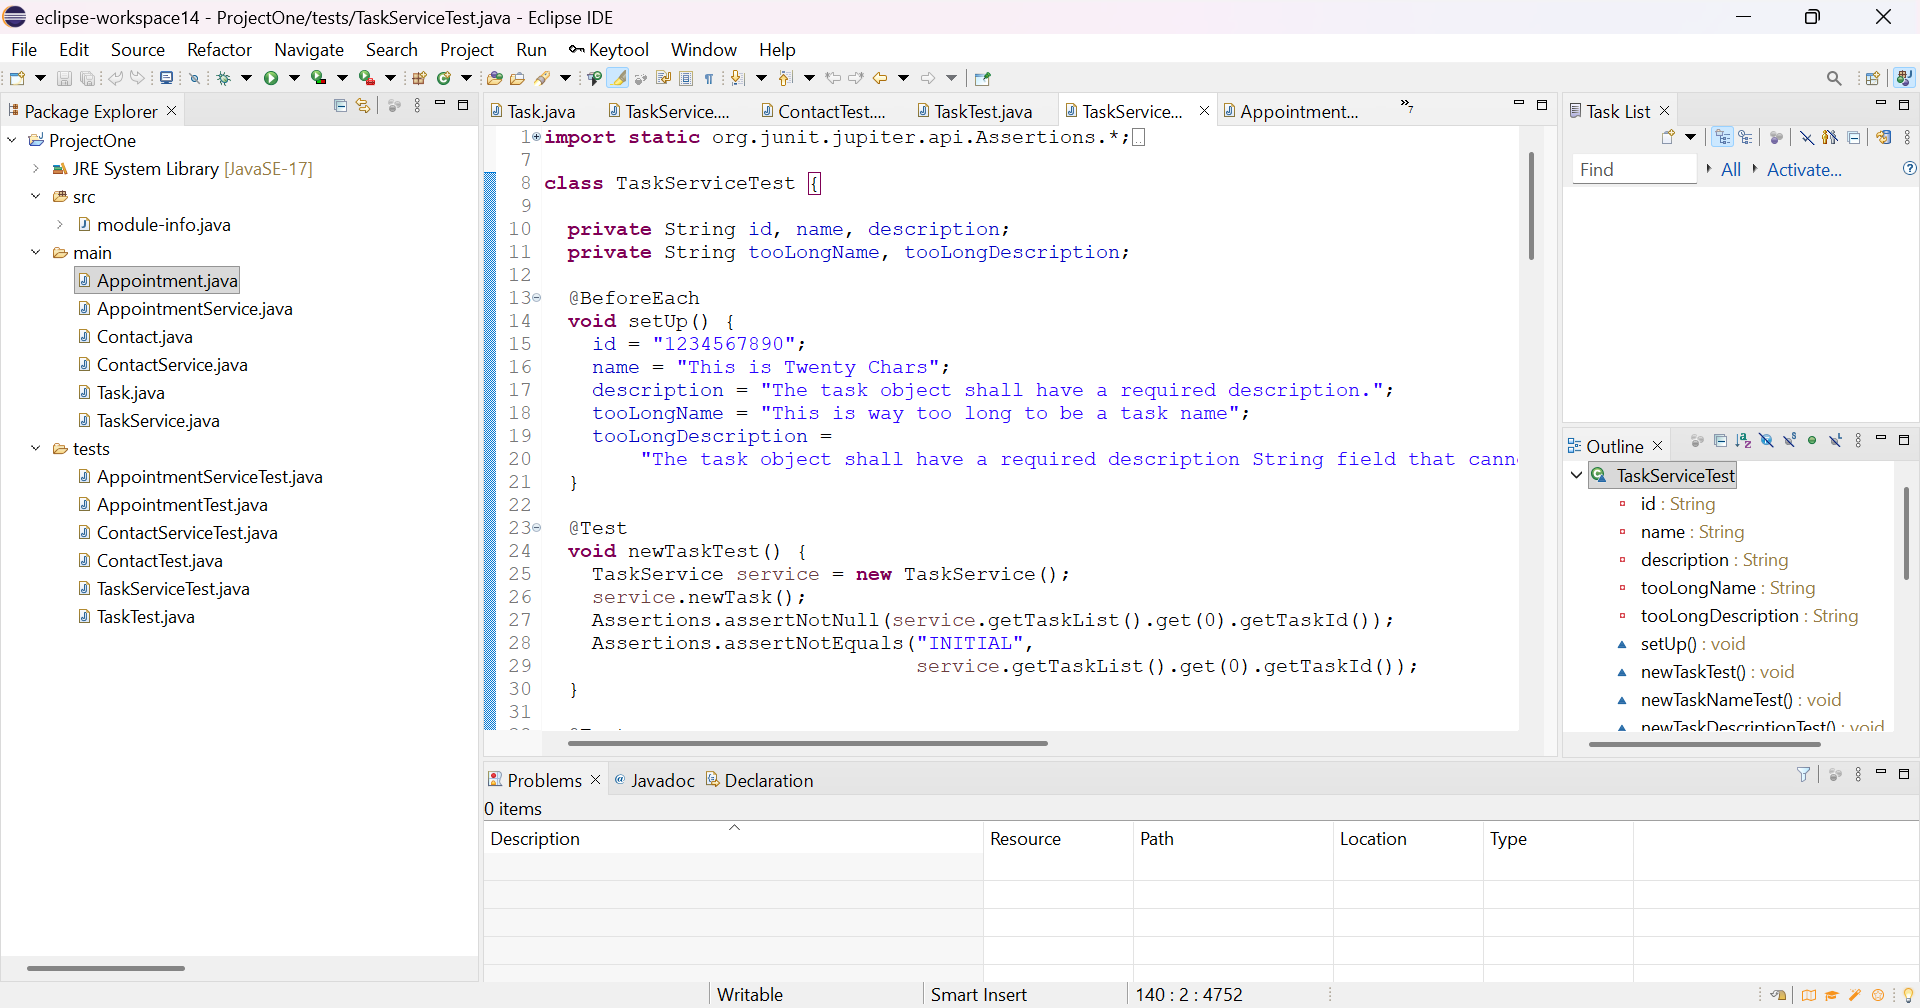 eclipse-workspace14 - ProjectOne/tests/TaskServiceTest.java - Eclipse IDE
File Edit Source Refactor Navigate Search Project Run Keytool Window Help
Package Explorer
ProjectOne
JRE System Library [JavaSE-17]
src
module-info.java
main
Appointment.java
AppointmentService.java
Contact.java
ContactService.java
Task.java
TaskService.java
tests
AppointmentServiceTest.java
AppointmentTest.java
ContactServiceTest.java
ContactTest.java
TaskServiceTest.java
TaskTest.java
Task.java TaskService.... ContactTest.... TaskTest.java TaskService... Appointment... »7
1 import static org.junit.jupiter.api.Assertions.*;
7
8 class TaskServiceTest {
9
10 private String id, name, description;
11 private String tooLongName, tooLongDescription;
12
13 @BeforeEach
14 void setUp() {
15 id = "1234567890";
16 name = "This is Twenty Chars";
17 description = "The task object shall have a required description.";
18 tooLongName = "This is way too long to be a task name";
19 tooLongDescription =
20 "The task object shall have a required description String field that cann
21 }
22
23 @Test
24 void newTaskTest() {
25 TaskService service = new TaskService();
26 service.newTask();
27 Assertions.assertNotNull(service.getTaskList().get(0).getTaskId());
28 Assertions.assertNotEquals("INITIAL",
29 service.getTaskList().get(0).getTaskId());
30 }
31
Task List
Find All Activate...
Outline
TaskServiceTest
id : String
name : String
description : String
tooLongName : String
tooLongDescription : String
setUp() : void
newTaskTest() : void
newTaskNameTest() : void
newTaskDescriptionTest() : void
Problems Javadoc Declaration
0 items
Description Resource Path Location Type
Writable Smart Insert 140 : 2 : 4752